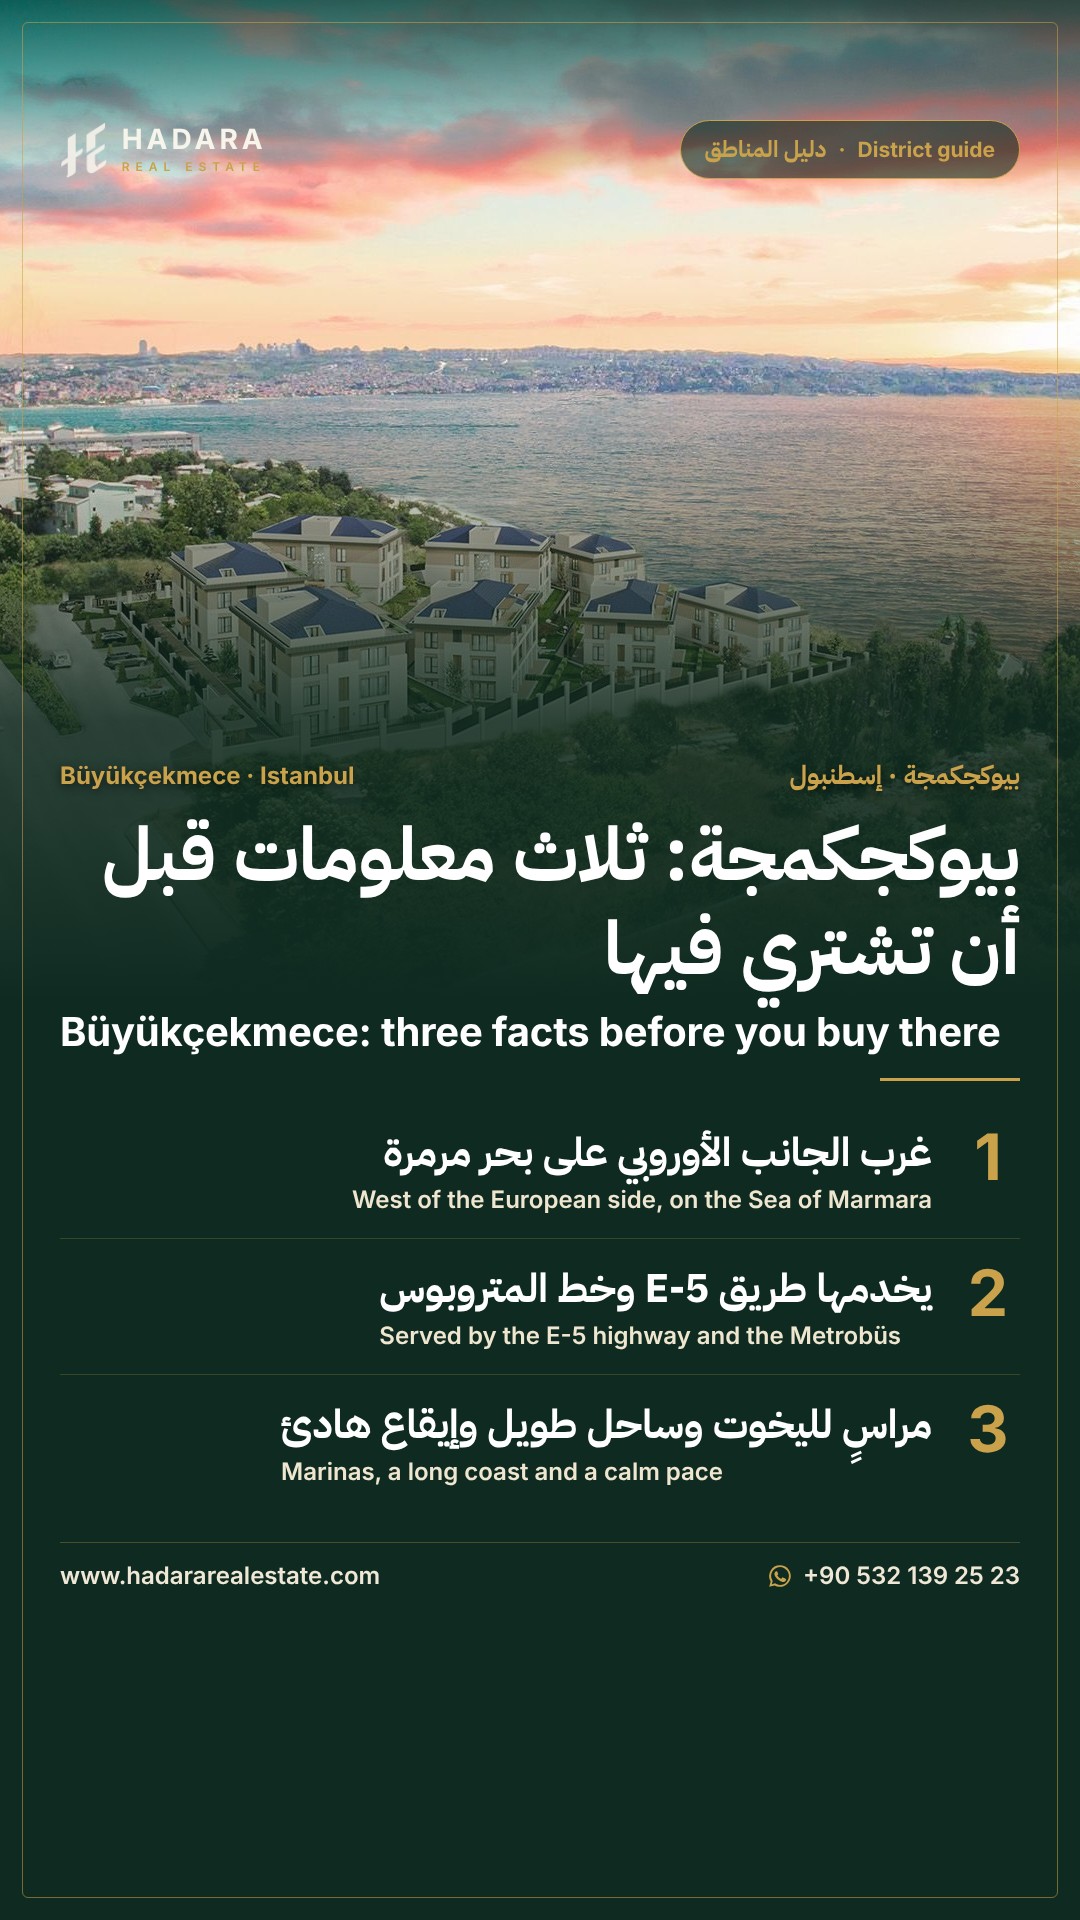 HADARA
REAL ESTATE
دليل المناطق · District guide
Büyükçekmece · Istanbul
بيوكجكمجة · إسطنبول
بيوكجكمجة: ثلاث معلومات قبل
أن تشتري فيها
Büyükçekmece: three facts before you buy there
1
غرب الجانب الأوروبي على بحر مرمرة
West of the European side, on the Sea of Marmara
2
يخدمها طريق E-5 وخط المتروبوس
Served by the E-5 highway and the Metrobüs
3
مراسٍ لليخوت وساحل طويل وإيقاع هادئ
Marinas, a long coast and a calm pace
www.hadararealestate.com
+90 532 139 25 23